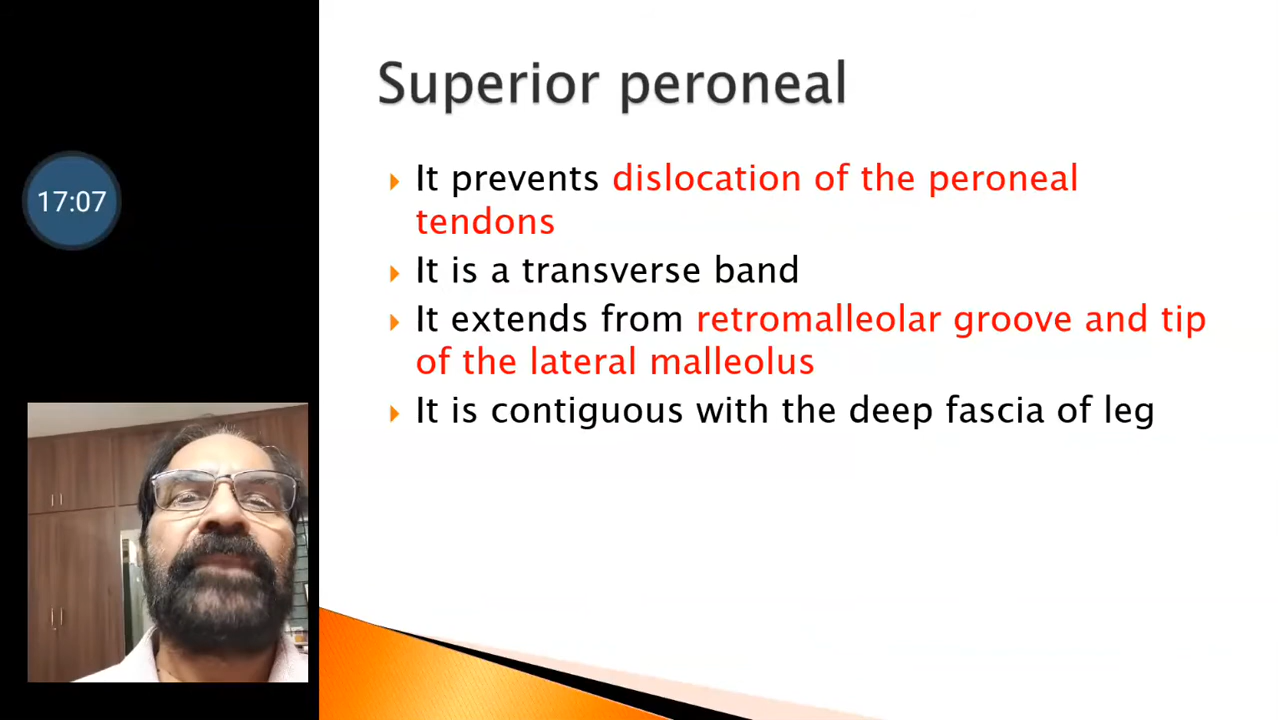 Superior peroneal
17:07
It prevents dislocation of the peroneal
tendons
It is a transverse band
It extends from retromalleolar groove and tip
of the lateral malleolus
It is contiguous with the deep fascia of leg